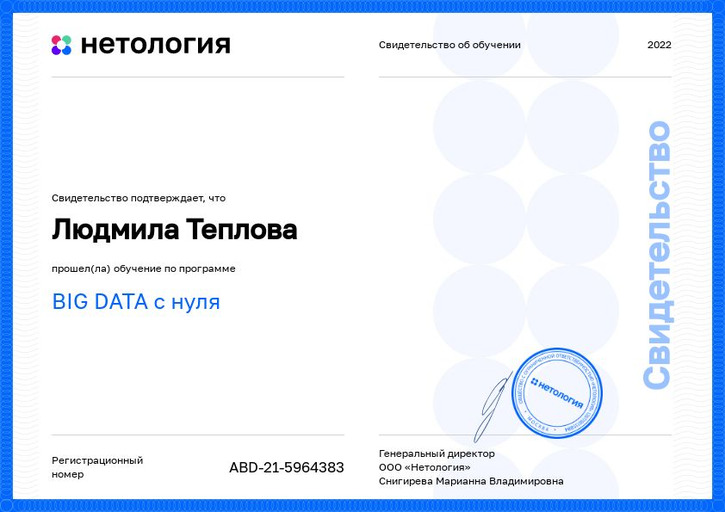 нетология
Свидетельство об обучении
2022
Свидетельство подтверждает, что
Людмила Теплова
прошел(ла) обучение по программе
BIG DATA с нуля
Свидетельство
Регистрационный
номер
ABD-21-5964383
нетология
МОСКВА
Генеральный директор
ООО «Нетология»
Снигирева Марианна Владимировна